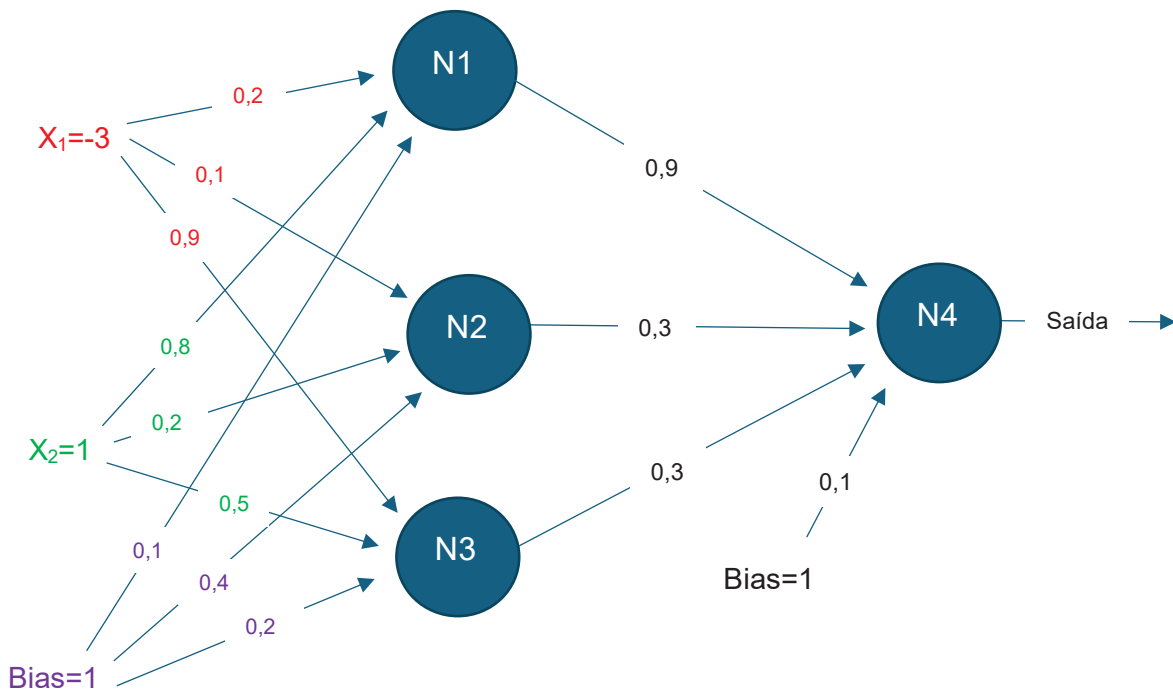 N1
0,2
X₁=-3
0,1
0,9
0,9
N2
N4
Saída
0,3
0,8
0,2
X₂=1
0,3
0,5
0,1
N3
0,1
0,4
Bias=1
0,2
Bias=1